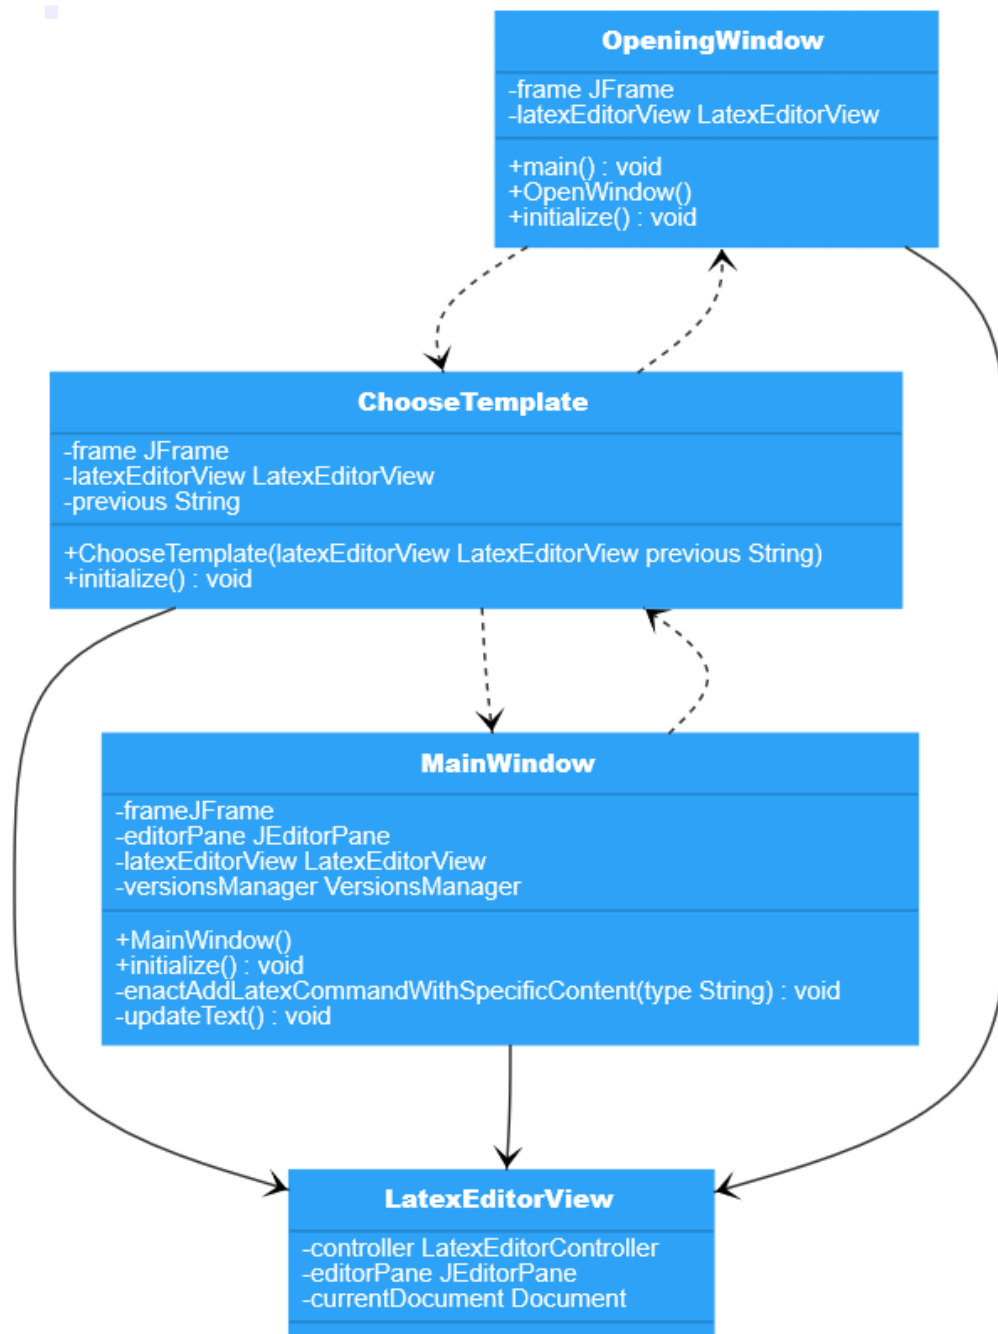 OpeningWindow
-frame JFrame
-latexEditorView LatexEditorView
+main() : void
+OpenWindow()
+initialize() : void
ChooseTemplate
-frame JFrame
-latexEditorView LatexEditorView
-previous String
+ChooseTemplate(latexEditorView LatexEditorView previous String)
+initialize() : void
MainWindow
-frameJFrame
-editorPane JEditorPane
-latexEditorView LatexEditorView
-versionsManager VersionsManager
+MainWindow()
+initialize() : void
-enactAddLatexCommandWithSpecificContent(type String) : void
-updateText() : void
LatexEditorView
-controller LatexEditorController
-editorPane JEditorPane
-currentDocument Document